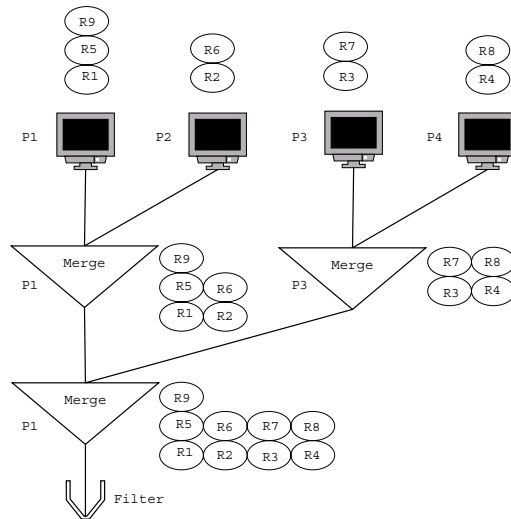 R9
R5 R6 R7 R8
R1 R2 R3 R4
P1 P2 P3 P4
Merge R9 Merge R7 R8
P1 R5 R6 P3 R3 R4
R1 R2
Merge R9
P1 R5 R6 R7 R8
R1 R2 R3 R4
Filter